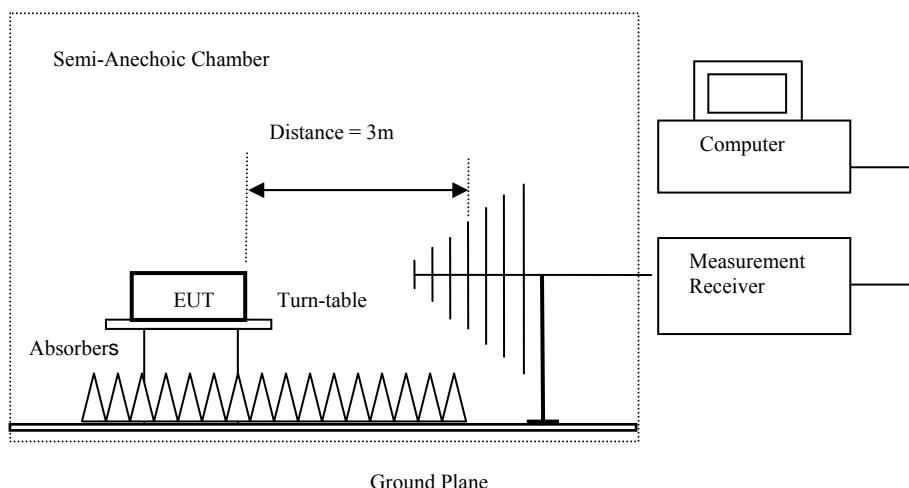 Semi-Anechoic Chamber
Distance = 3m
Computer
Measurement
Receiver
EUT
Turn-table
Absorbers
Ground Plane